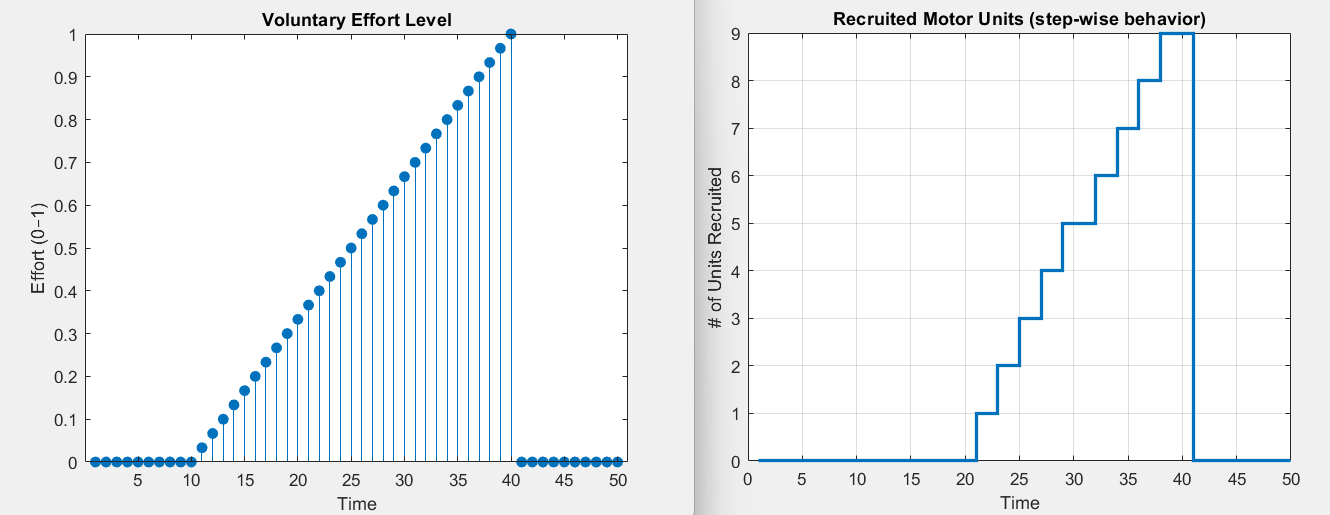 Voluntary Effort Level
1
0.9
0.8
0.7
0.6
0.5
0.4
0.3
0.2
0.1
0
Effort (0–1)
5 10 15 20 25 30 35 40 45 50
Time
Recruited Motor Units (step-wise behavior)
9
8
7
6
5
4
3
2
1
0
# of Units Recruited
0 5 10 15 20 25 30 35 40 45 50
Time